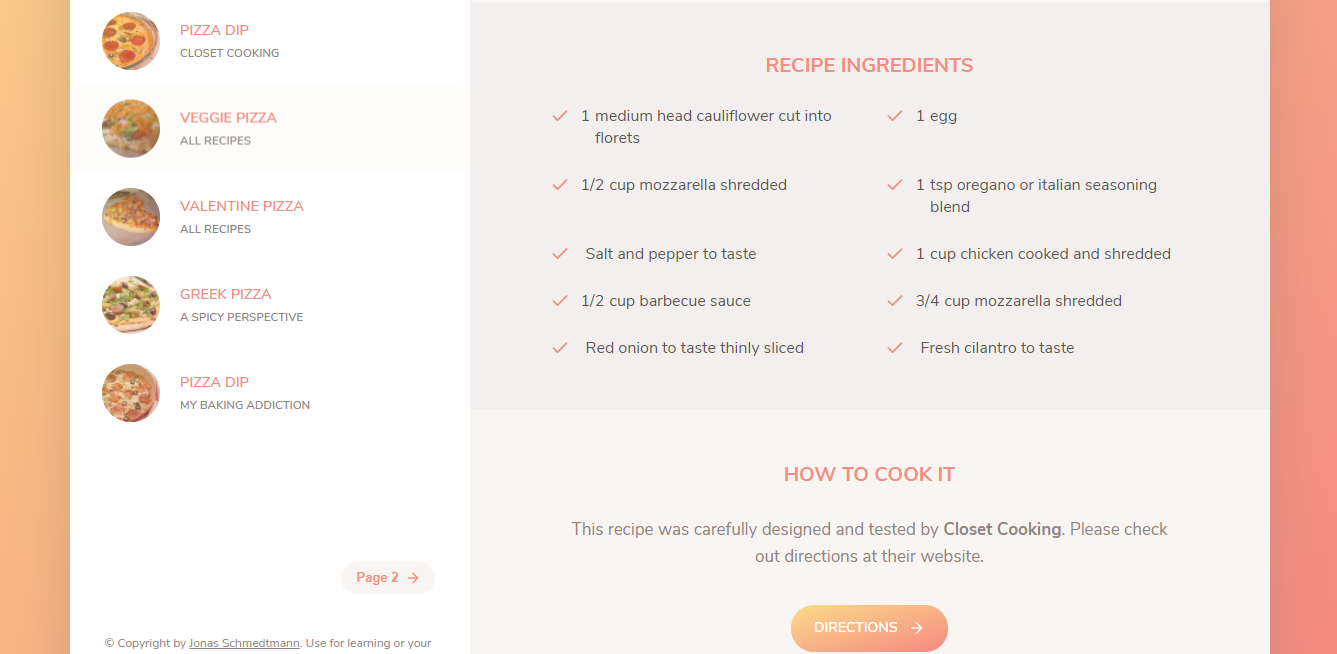 PIZZA DIP
CLOSET COOKING
VEGGIE PIZZA
ALL RECIPES
VALENTINE PIZZA
ALL RECIPES
GREEK PIZZA
A SPICY PERSPECTIVE
PIZZA DIP
MY BAKING ADDICTION
Page 2
© Copyright by Jonas Schmedtmann. Use for learning or your
RECIPE INGREDIENTS
1 medium head cauliflower cut into
florets
1 egg
1/2 cup mozzarella shredded
1 tsp oregano or italian seasoning
blend
Salt and pepper to taste
1 cup chicken cooked and shredded
1/2 cup barbecue sauce
3/4 cup mozzarella shredded
Red onion to taste thinly sliced
Fresh cilantro to taste
HOW TO COOK IT
This recipe was carefully designed and tested by Closet Cooking. Please check
out directions at their website.
DIRECTIONS